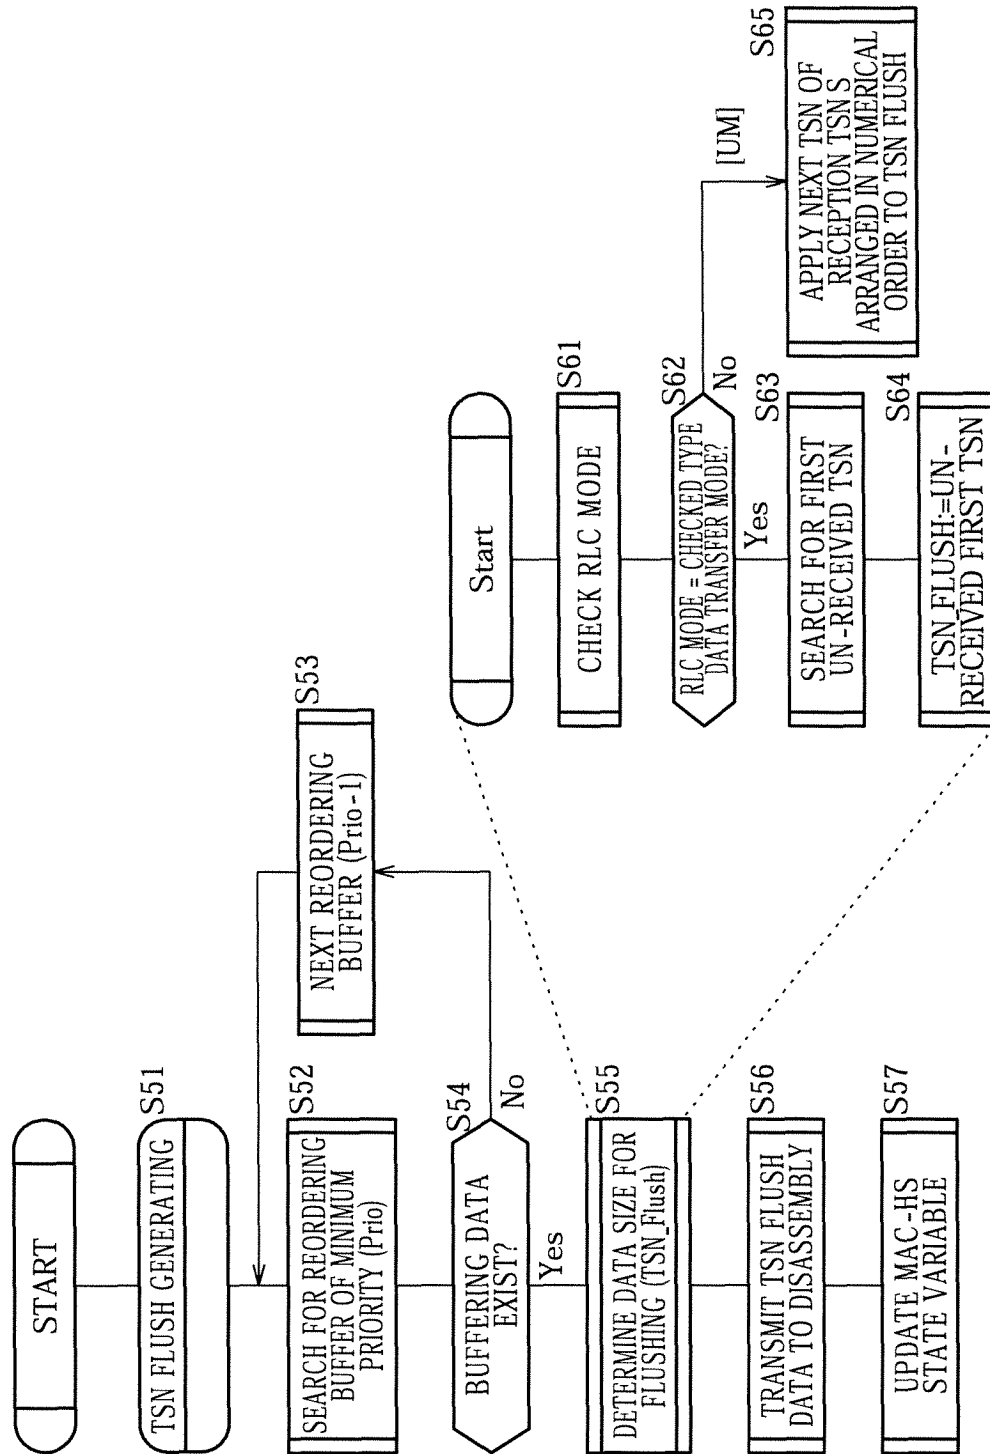 START
S51
TSN FLUSH GENERATING
S52
SEARCH FOR REORDERING
BUFFER OF MINIMUM
PRIORITY (Prio)
S53
NEXT REORDERING
BUFFER (Prio-1)
S54
BUFFERING DATA
EXIST?
No
Yes
S55
DETERMINE DATA SIZE FOR
FLUSHING (TSN_Flush)
S56
TRANSMIT TSN FLUSH
DATA TO DISASSEMBLY
S57
UPDATE MAC-HS
STATE VARIABLE
Start
S61
CHECK RLC MODE
S62
RLC MODE = CHECKED TYPE
DATA TRANSFER MODE?
No
[UM]
Yes
S63
SEARCH FOR FIRST
UN-RECEIVED TSN
S64
TSN_FLUSH:=UN-
RECEIVED FIRST TSN
S65
APPLY NEXT TSN OF
RECEPTION TSN S
ARRANGED IN NUMERICAL
ORDER TO TSN FLUSH